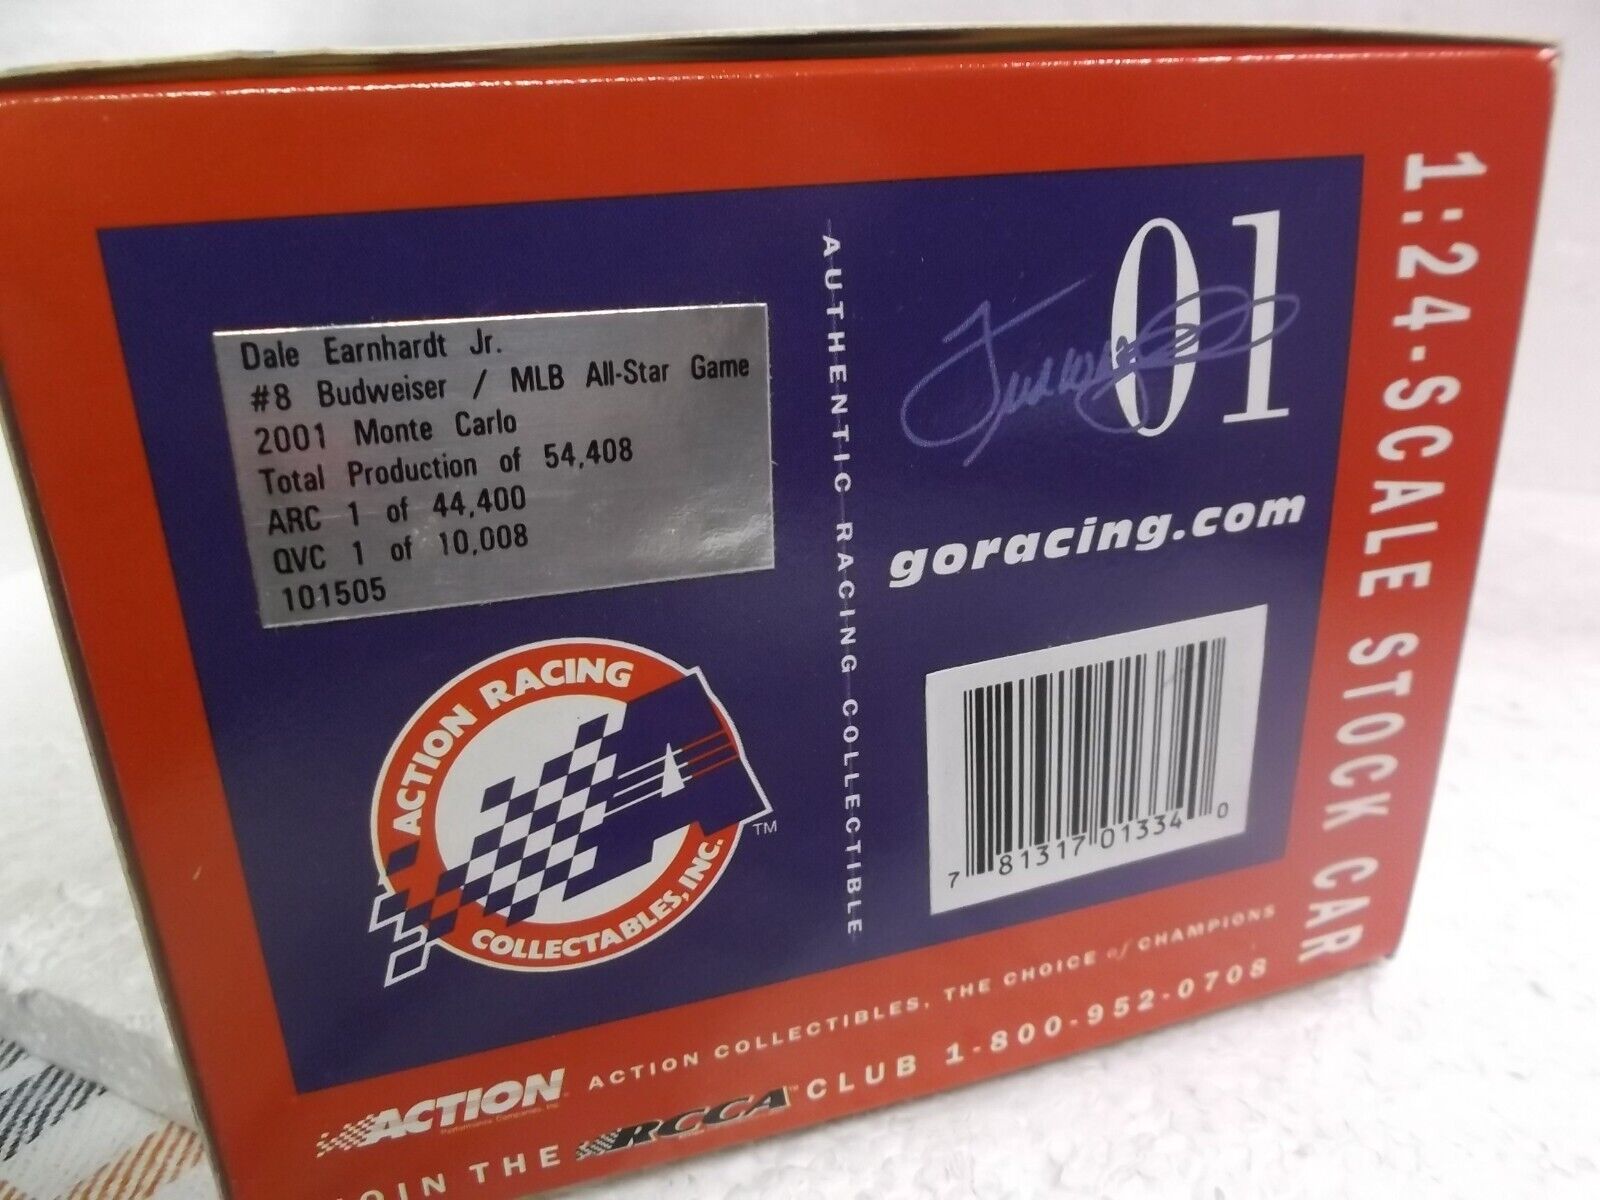 Dale Earnhardt Jr.
#8 Budweiser / MLB All-Star Game
2001 Monte Carlo
Total Production of 54,408
ARC 1 of 44,400
QVC 1 of 10,008
101505
ACTION RACING
COLLECTABLES, INC.
TM
AUTHENTIC RACING COLLECTIBLE
01
goracing.com
7 81317 01334 0
1:24-SCALE STOCK CAR
ACTION
ACTION COLLECTIBLES, THE CHOICE of CHAMPIONS
JOIN THE RCCA™ CLUB 1-800-952-0708